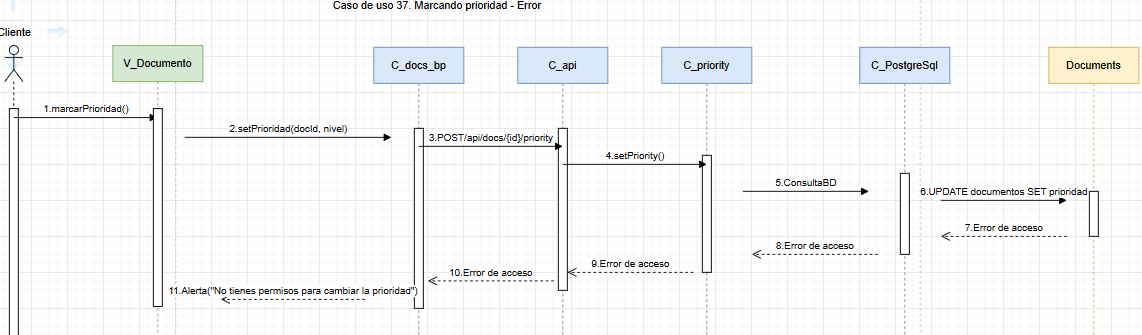 Caso de uso 37. Marcando prioridad - Error
Cliente
V_Documento
C_docs_bp
C_api
C_priority
C_PostgreSql
Documents
1.marcarPrioridad()
2.setPrioridad(docId, nivel)
3.POST/api/docs/{id}/priority
4.setPriority()
5.ConsultaBD
6.UPDATE documentos SET prioridad
7.Error de acceso
8.Error de acceso
9.Error de acceso
10.Error de acceso
11.Alerta("No tienes permisos para cambiar la prioridad")